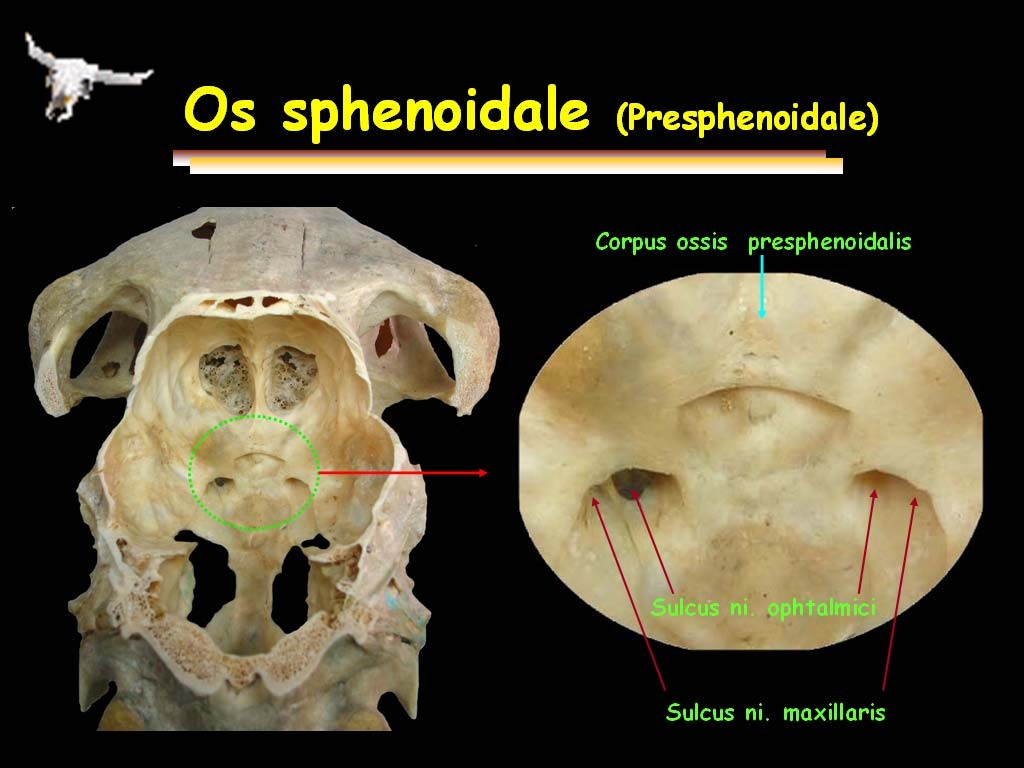 Os sphenoidale (Presphenoidale)
Corpus ossis presphenoidalis
Sulcus ni. ophtalmici
Sulcus ni. maxillaris